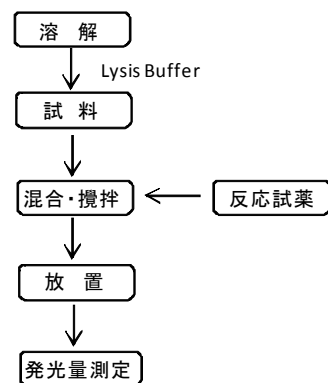 溶 解
Lysis Buffer
試 料
混合・攪拌
反応試薬
放 置
発光量測定